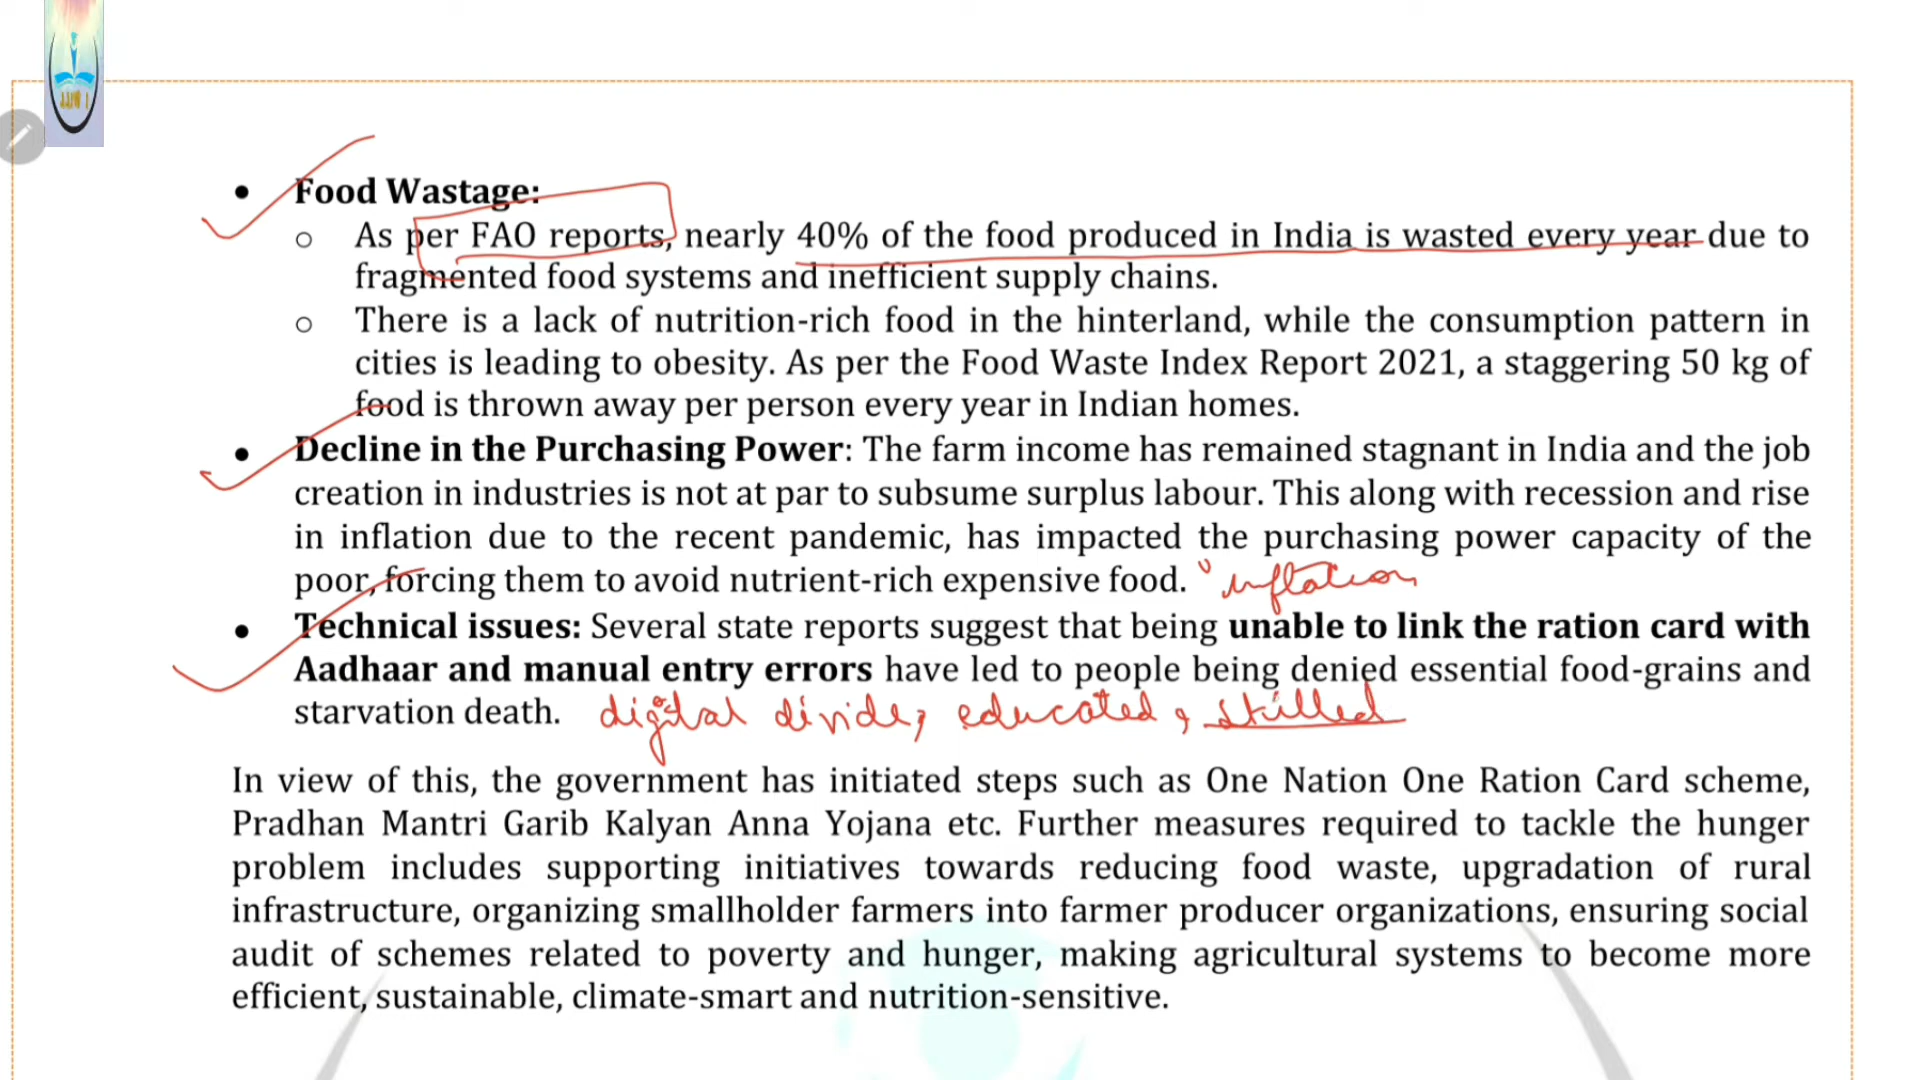 • Food Wastage:
o As per FAO reports, nearly 40% of the food produced in India is wasted every year due to
fragmented food systems and inefficient supply chains.
o There is a lack of nutrition-rich food in the hinterland, while the consumption pattern in
cities is leading to obesity. As per the Food Waste Index Report 2021, a staggering 50 kg of
food is thrown away per person every year in Indian homes.
• Decline in the Purchasing Power: The farm income has remained stagnant in India and the job
creation in industries is not at par to subsume surplus labour. This along with recession and rise
in inflation due to the recent pandemic, has impacted the purchasing power capacity of the
poor, forcing them to avoid nutrient-rich expensive food. inflation
• Technical issues: Several state reports suggest that being unable to link the ration card with
Aadhaar and manual entry errors have led to people being denied essential food-grains and
starvation death. digital divide, educated, skilled
In view of this, the government has initiated steps such as One Nation One Ration Card scheme,
Pradhan Mantri Garib Kalyan Anna Yojana etc. Further measures required to tackle the hunger
problem includes supporting initiatives towards reducing food waste, upgradation of rural
infrastructure, organizing smallholder farmers into farmer producer organizations, ensuring social
audit of schemes related to poverty and hunger, making agricultural systems to become more
efficient, sustainable, climate-smart and nutrition-sensitive.